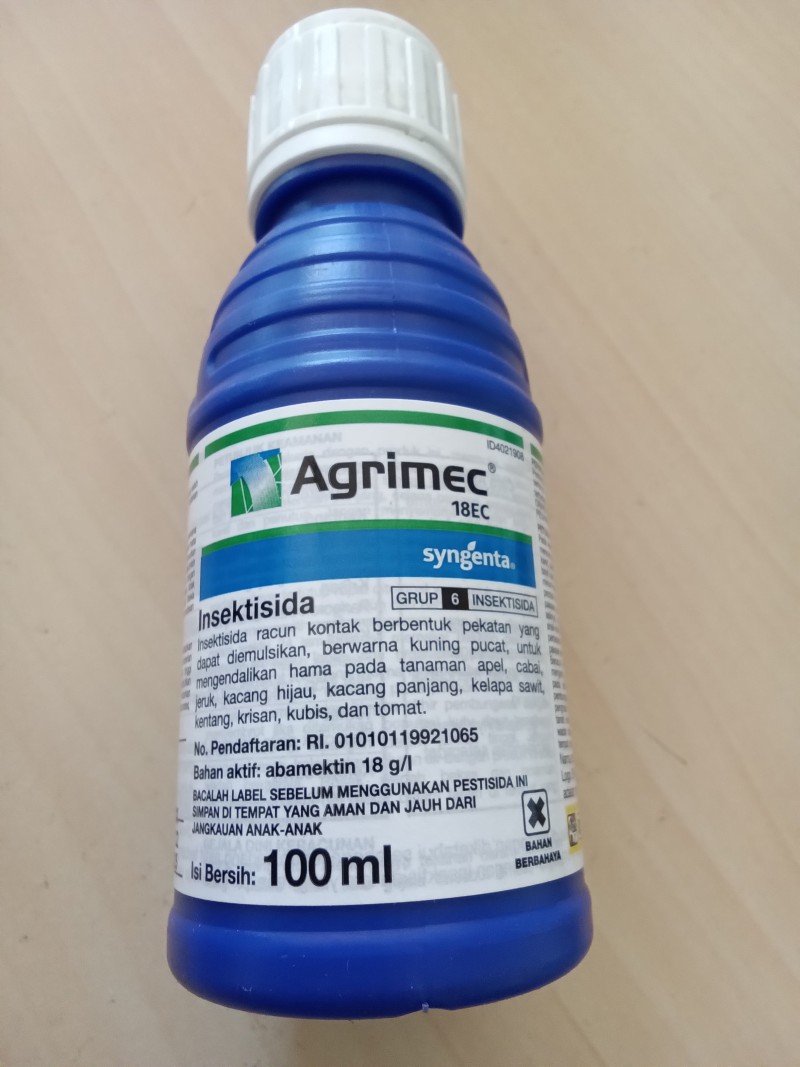 ID4021908
Agrimec®
18EC
syngenta®
Insektisida
GRUP 6 INSEKTISIDA
Insektisida racun kontak berbentuk pekatan yang
dapat diemulsikan, berwarna kuning pucat, untuk
mengendalikan hama pada tanaman apel, cabai,
jeruk, kacang hijau, kacang panjang, kelapa sawit,
kentang, krisan, kubis, dan tomat.
No. Pendaftaran: RI. 01010119921065
Bahan aktif: abamektin 18 g/l
BACALAH LABEL SEBELUM MENGGUNAKAN PESTISIDA INI
SIMPAN DI TEMPAT YANG AMAN DAN JAUH DARI
JANGKAUAN ANAK-ANAK
BAHAN
BERBAHAYA
Isi Bersih: 100 ml